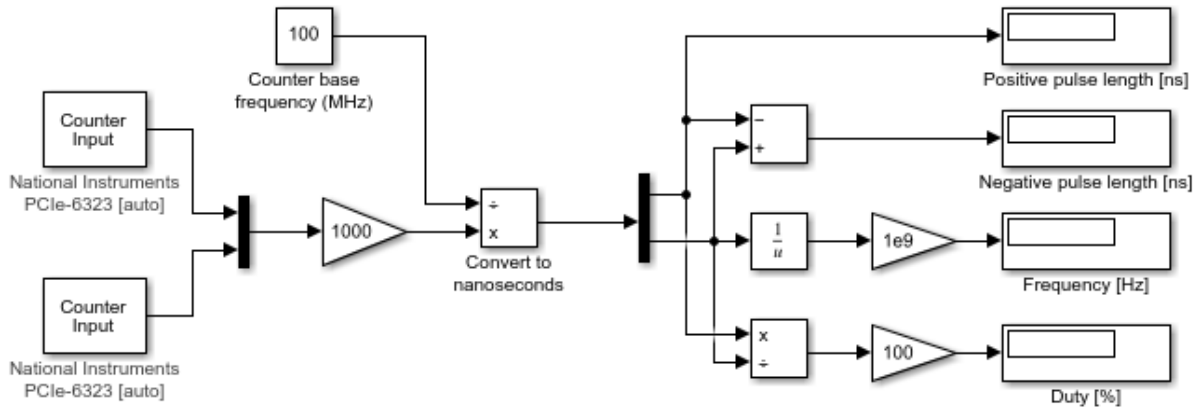 100
Counter base
frequency (MHz)
Counter
Input
National Instruments
PCIe-6323 [auto]
Counter
Input
National Instruments
PCIe-6323 [auto]
1000
÷
x
Convert to
nanoseconds
−
+
1
u
1e9
x
÷
100
Positive pulse length [ns]
Negative pulse length [ns]
Frequency [Hz]
Duty [%]